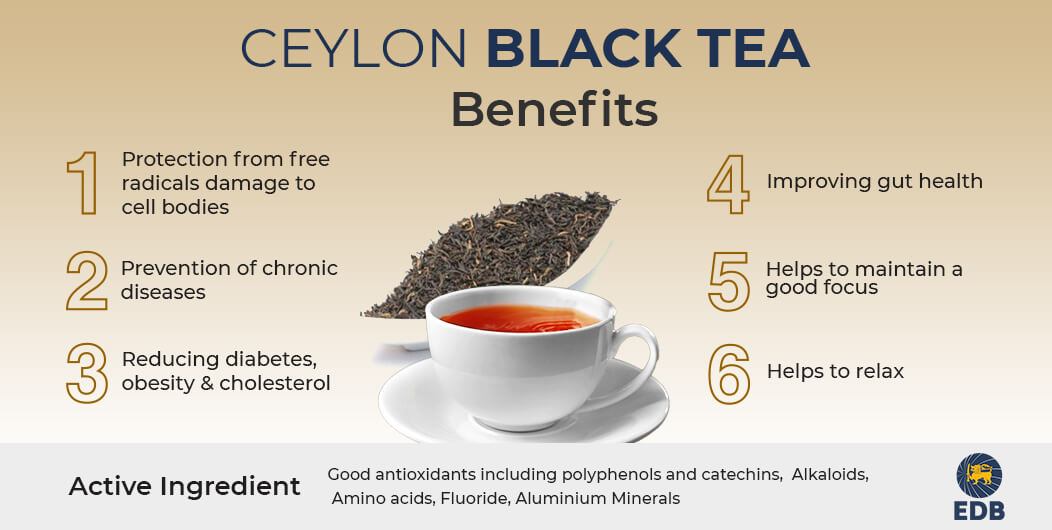 CEYLON BLACK TEA
Benefits
1
Protection from free
radicals damage to
cell bodies
2
Prevention of chronic
diseases
3
Reducing diabetes,
obesity & cholesterol
4
Improving gut health
5
Helps to maintain a
good focus
6
Helps to relax
Active Ingredient
Good antioxidants including polyphenols and catechins, Alkaloids,
Amino acids, Fluoride, Aluminium Minerals
EDB